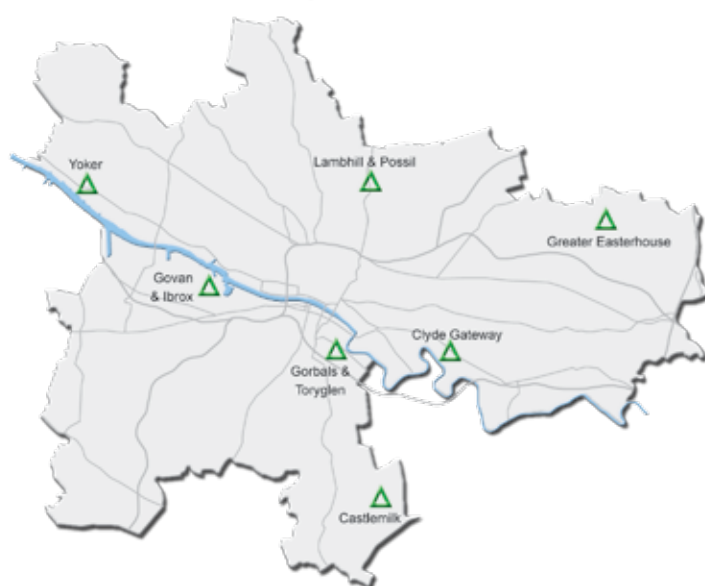 Lambhill & Possil
Yoker
Greater Easterhouse
Govan
& Ibrox
Clyde Gateway
Gorbals &
Toryglen
Castlemilk